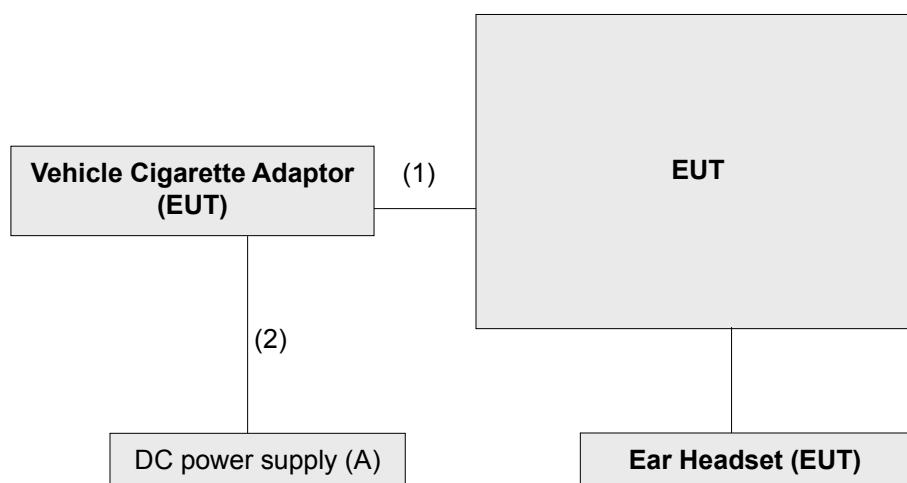 EUT
Vehicle Cigarette Adaptor
(EUT)
(1)
(2)
DC power supply (A)
Ear Headset (EUT)